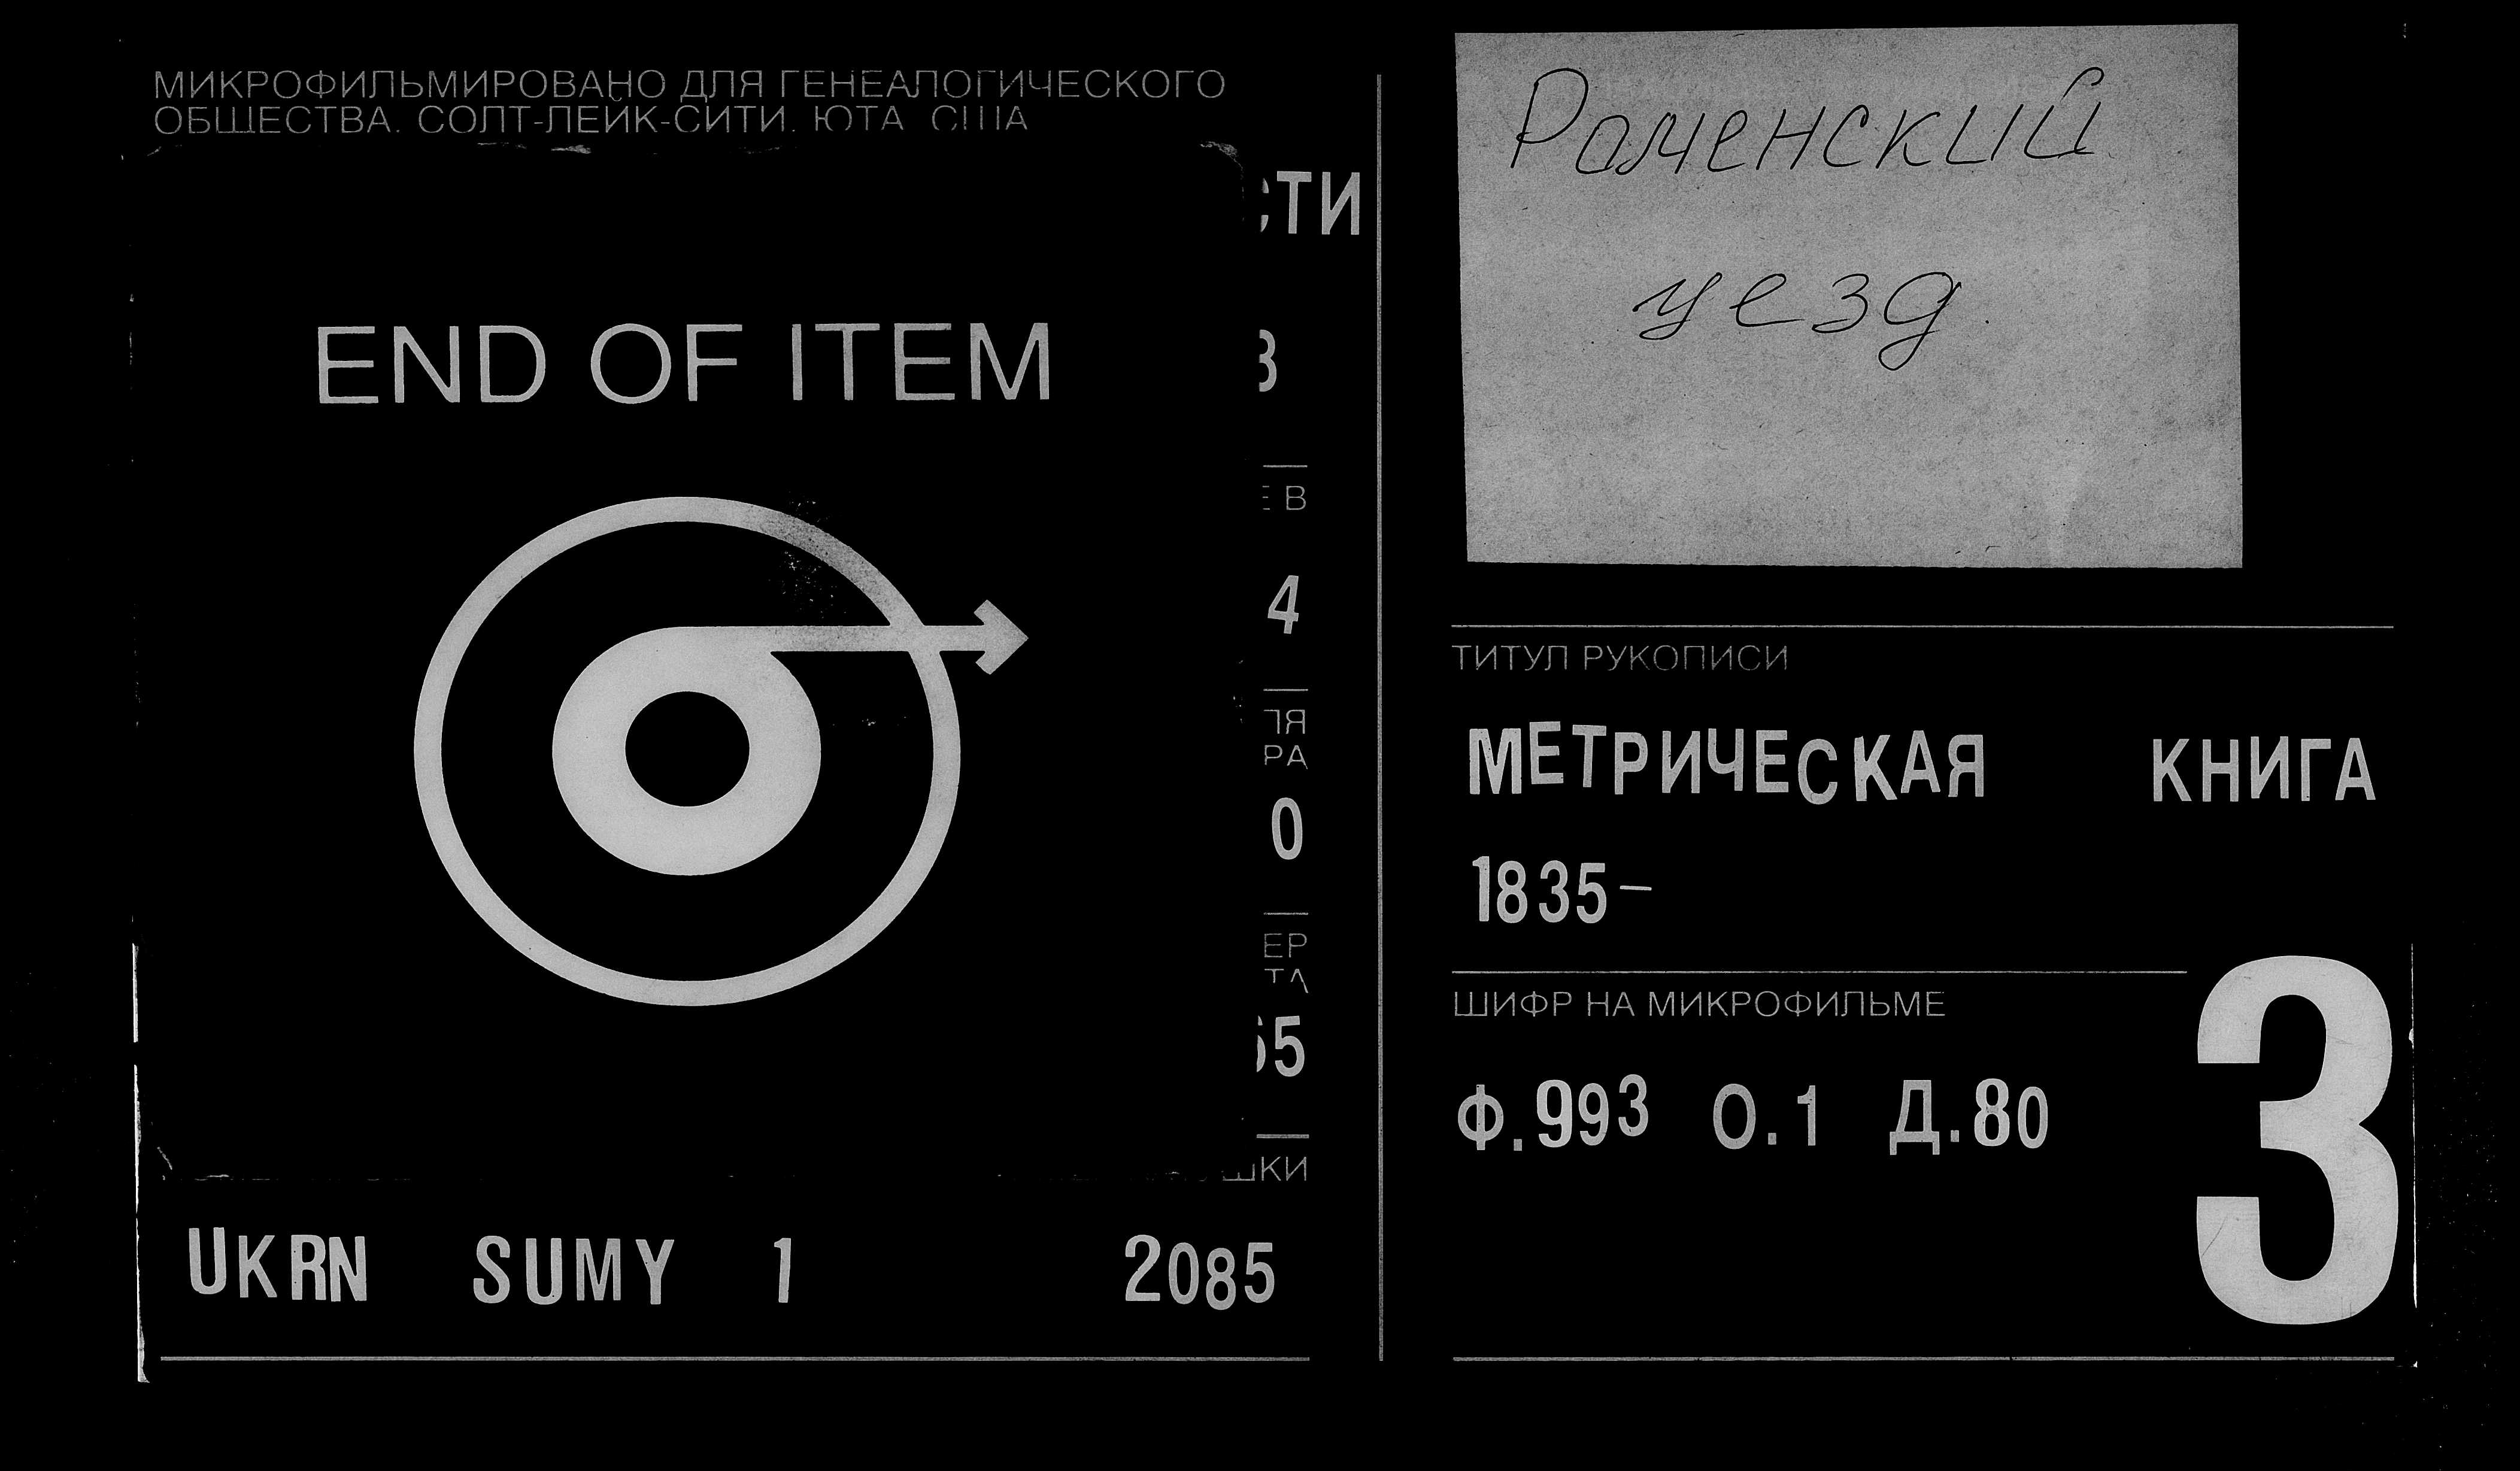 МИКРОФИЛЬМИРОВАНО ДЛЯ ГЕНЕАЛОГИЧЕСКОГО
ОБЩЕСТВА. СОЛТ-ЛЕЙК-СИТИ. ЮТА США
END OF ITEM
UKRN SUMY 1 2085
Роменский
уезд.
ТИТУЛ РУКОПИСИ
МЕТРИЧЕСКАЯ КНИГА
1835–
ШИФР НА МИКРОФИЛЬМЕ
Ф.993 О.1 Д.80
3